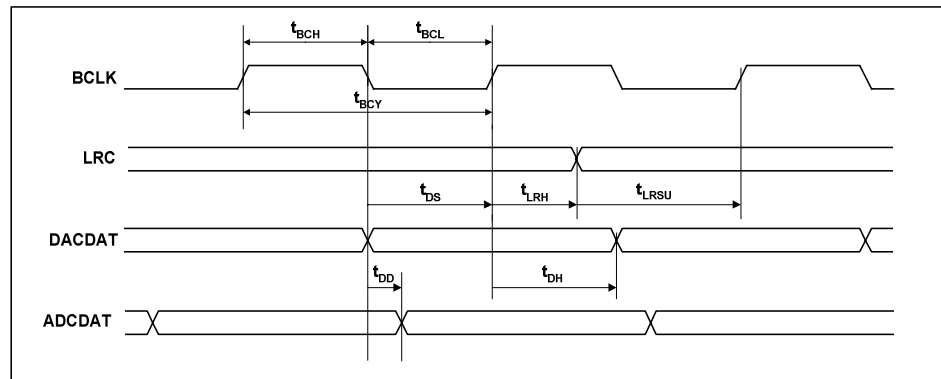 tBCH
tBCL
BCLK
tBCY
LRC
tDS
tLRH
tLRSU
DACDAT
tDD
tDH
ADCDAT